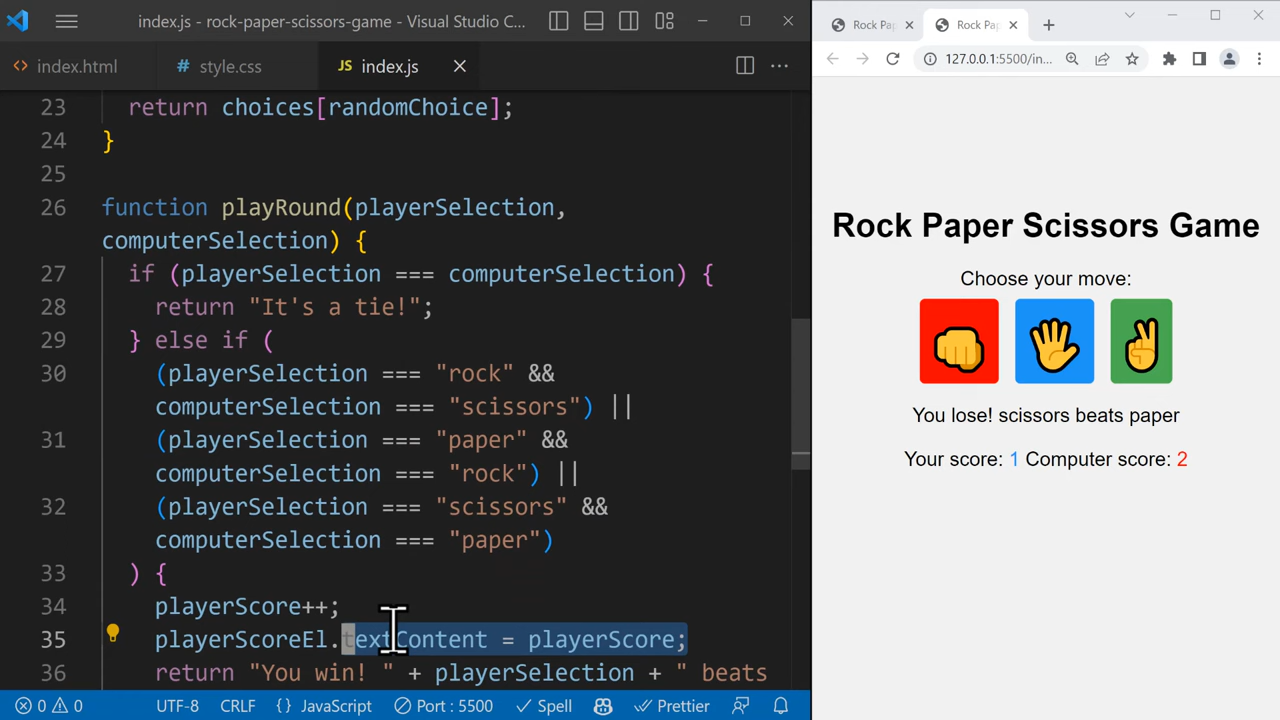 index.js - rock-paper-scissors-game - Visual Studio C...
index.html
# style.css
JS index.js
23 return choices[randomChoice];
24 }
25
26 function playRound(playerSelection,
computerSelection) {
27 if (playerSelection === computerSelection) {
28 return "It's a tie!";
29 } else if (
30 (playerSelection === "rock" &&
computerSelection === "scissors") ||
31 (playerSelection === "paper" &&
computerSelection === "rock") ||
32 (playerSelection === "scissors" &&
computerSelection === "paper")
33 ) {
34 playerScore++;
35 playerScoreEl.textContent = playerScore;
36 return "You win! " + playerSelection + " beats
0 0 UTF-8 CRLF {} JavaScript Port : 5500 Spell Prettier
Rock Pa
Rock Pa
127.0.0.1:5500/in...
Rock Paper Scissors Game
Choose your move:
You lose! scissors beats paper
Your score: 1 Computer score: 2